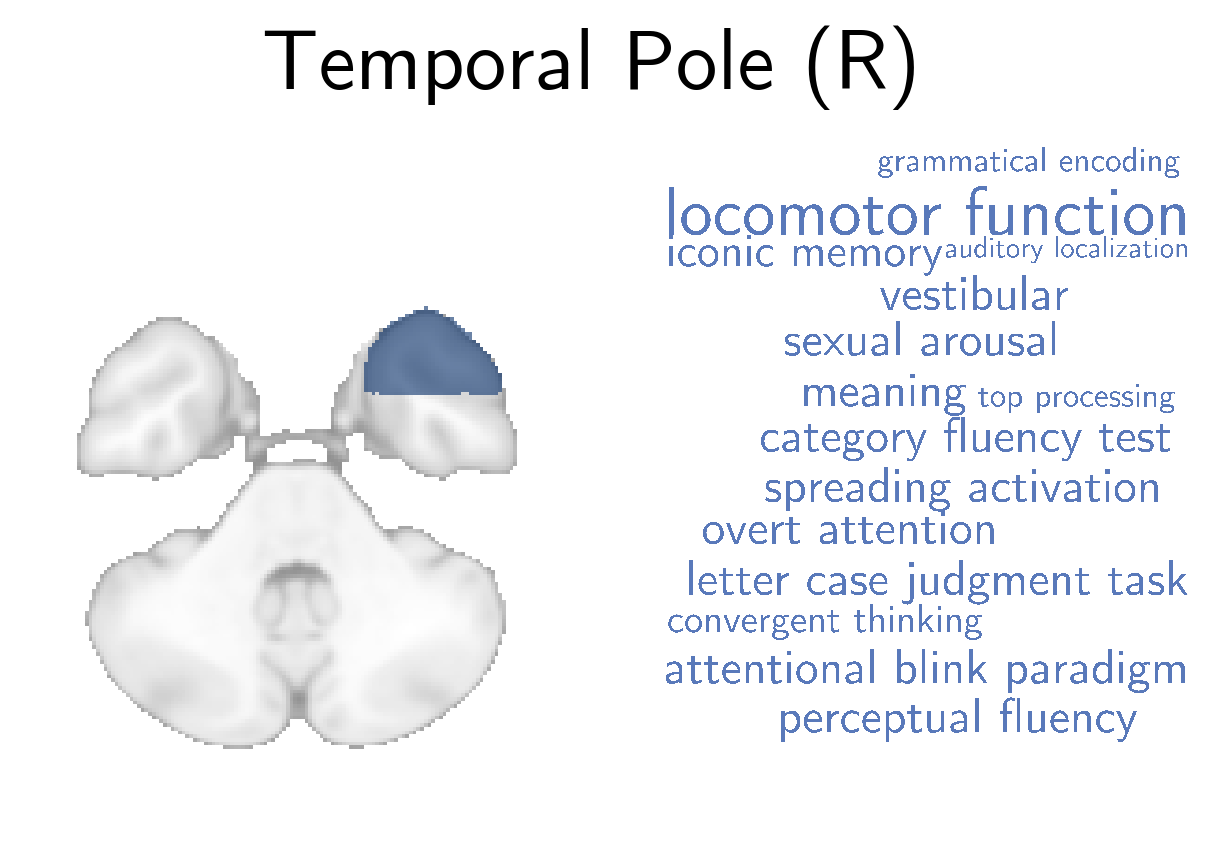 Temporal Pole (R)
grammatical encoding
locomotor function
iconic memory auditory localization
vestibular
sexual arousal
meaning top processing
category fluency test
spreading activation
overt attention
letter case judgment task
convergent thinking
attentional blink paradigm
perceptual fluency